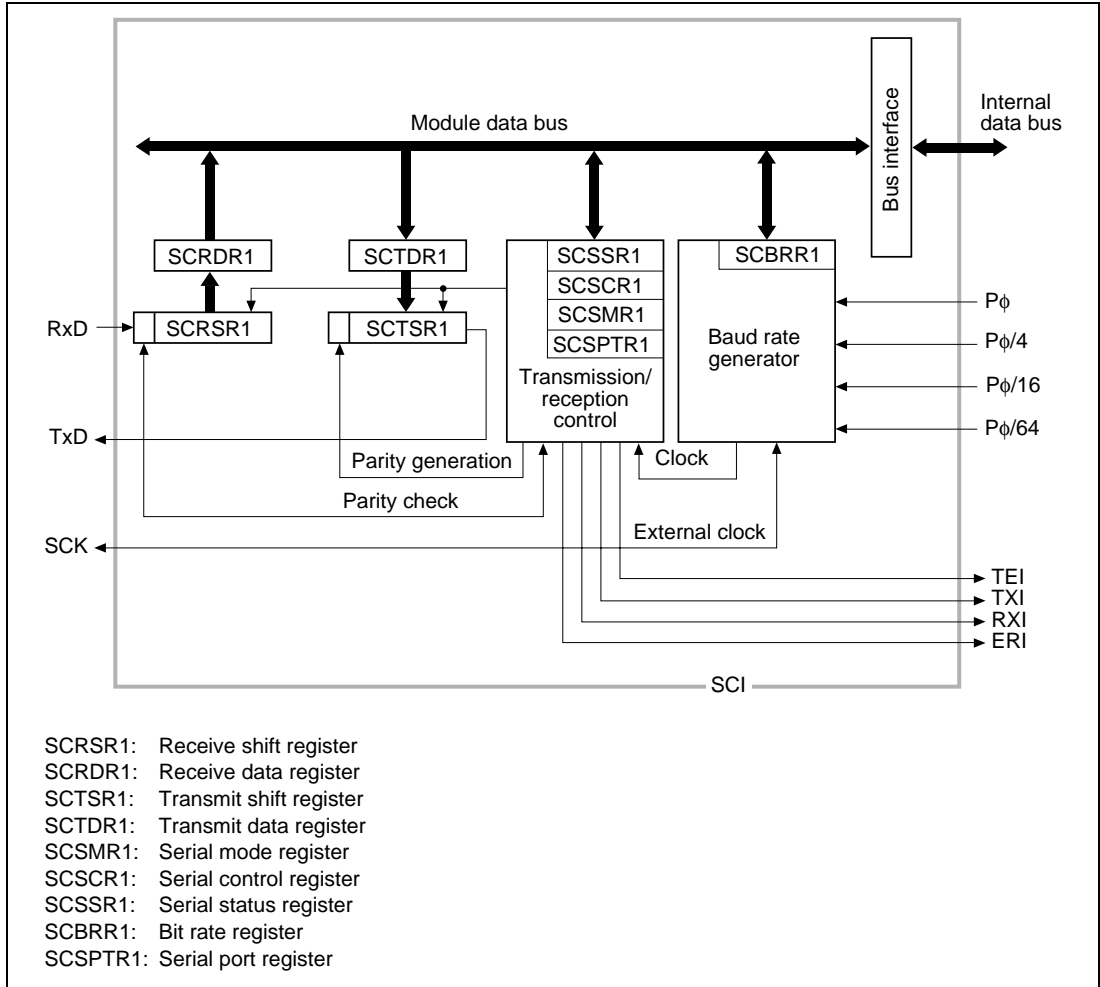 Module data bus
Bus interface
Internal
data bus
SCRDR1
SCTDR1
SCSSR1
SCBRR1
SCSCR1
SCSMR1
SCSPTR1
RxD
SCRSR1
SCTSR1
Transmission/
reception
control
Baud rate
generator
Pϕ
Pϕ/4
Pϕ/16
Pϕ/64
TxD
Parity generation
Clock
Parity check
SCK
External clock
TEI
TXI
RXI
ERI
SCI
SCRSR1: Receive shift register
SCRDR1: Receive data register
SCTSR1: Transmit shift register
SCTDR1: Transmit data register
SCSMR1: Serial mode register
SCSCR1: Serial control register
SCSSR1: Serial status register
SCBRR1: Bit rate register
SCSPTR1: Serial port register